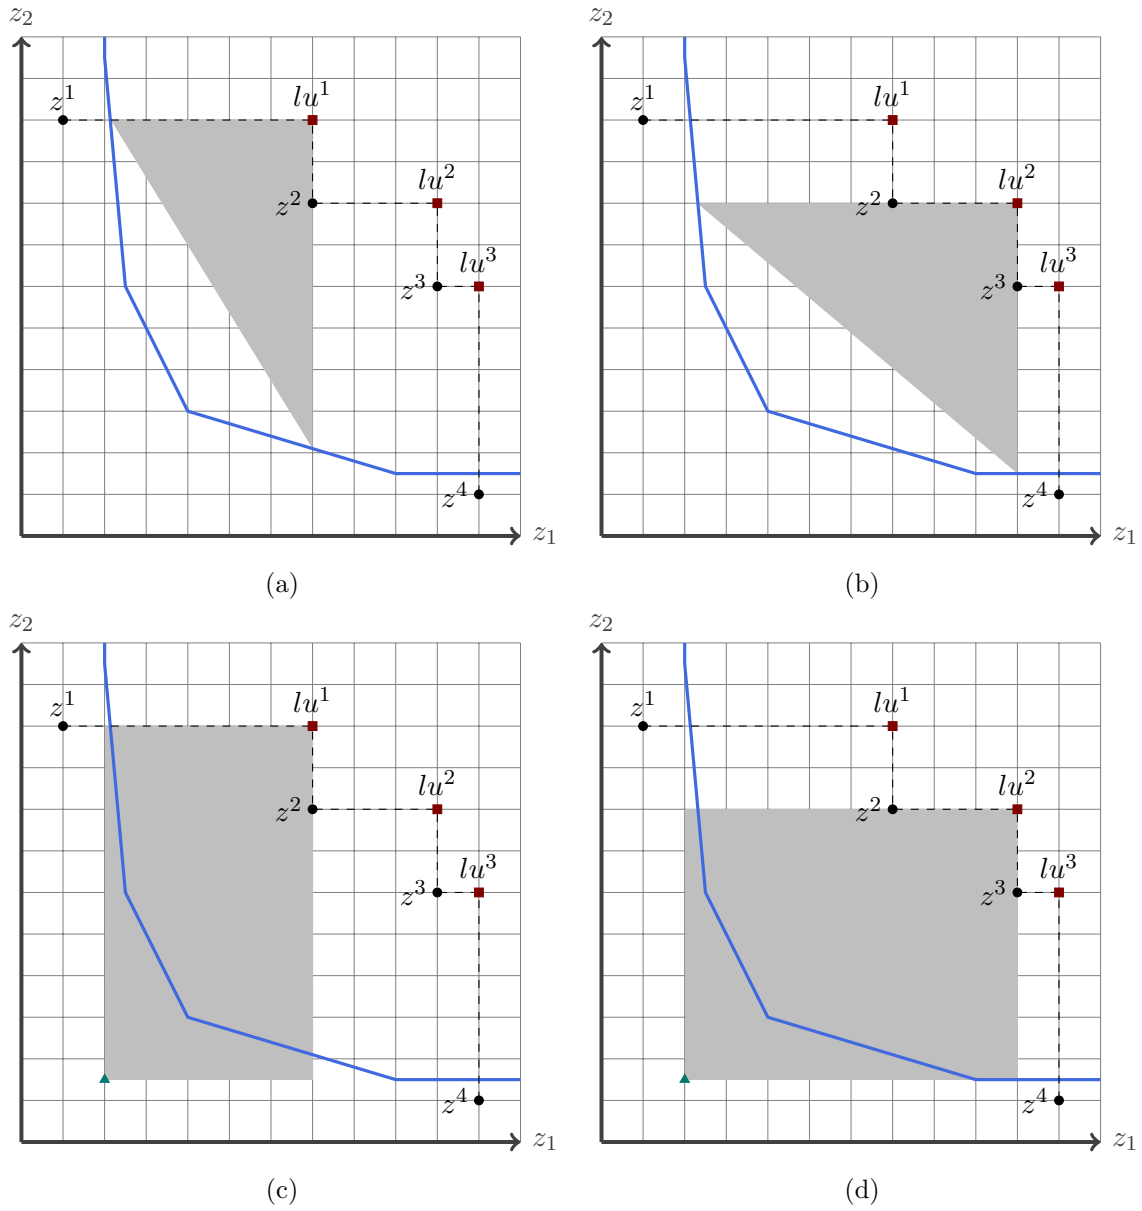 z₂ z₂
z¹ lu¹ z¹ lu¹
lu² lu²
z² z²
lu³ lu³
z³ z³
z⁴ z⁴
z₁ z₁
(a) (b)
z₂ z₂
z¹ lu¹ z¹ lu¹
lu² lu²
z² z²
lu³ lu³
z³ z³
z⁴ z⁴
z₁ z₁
(c) (d)